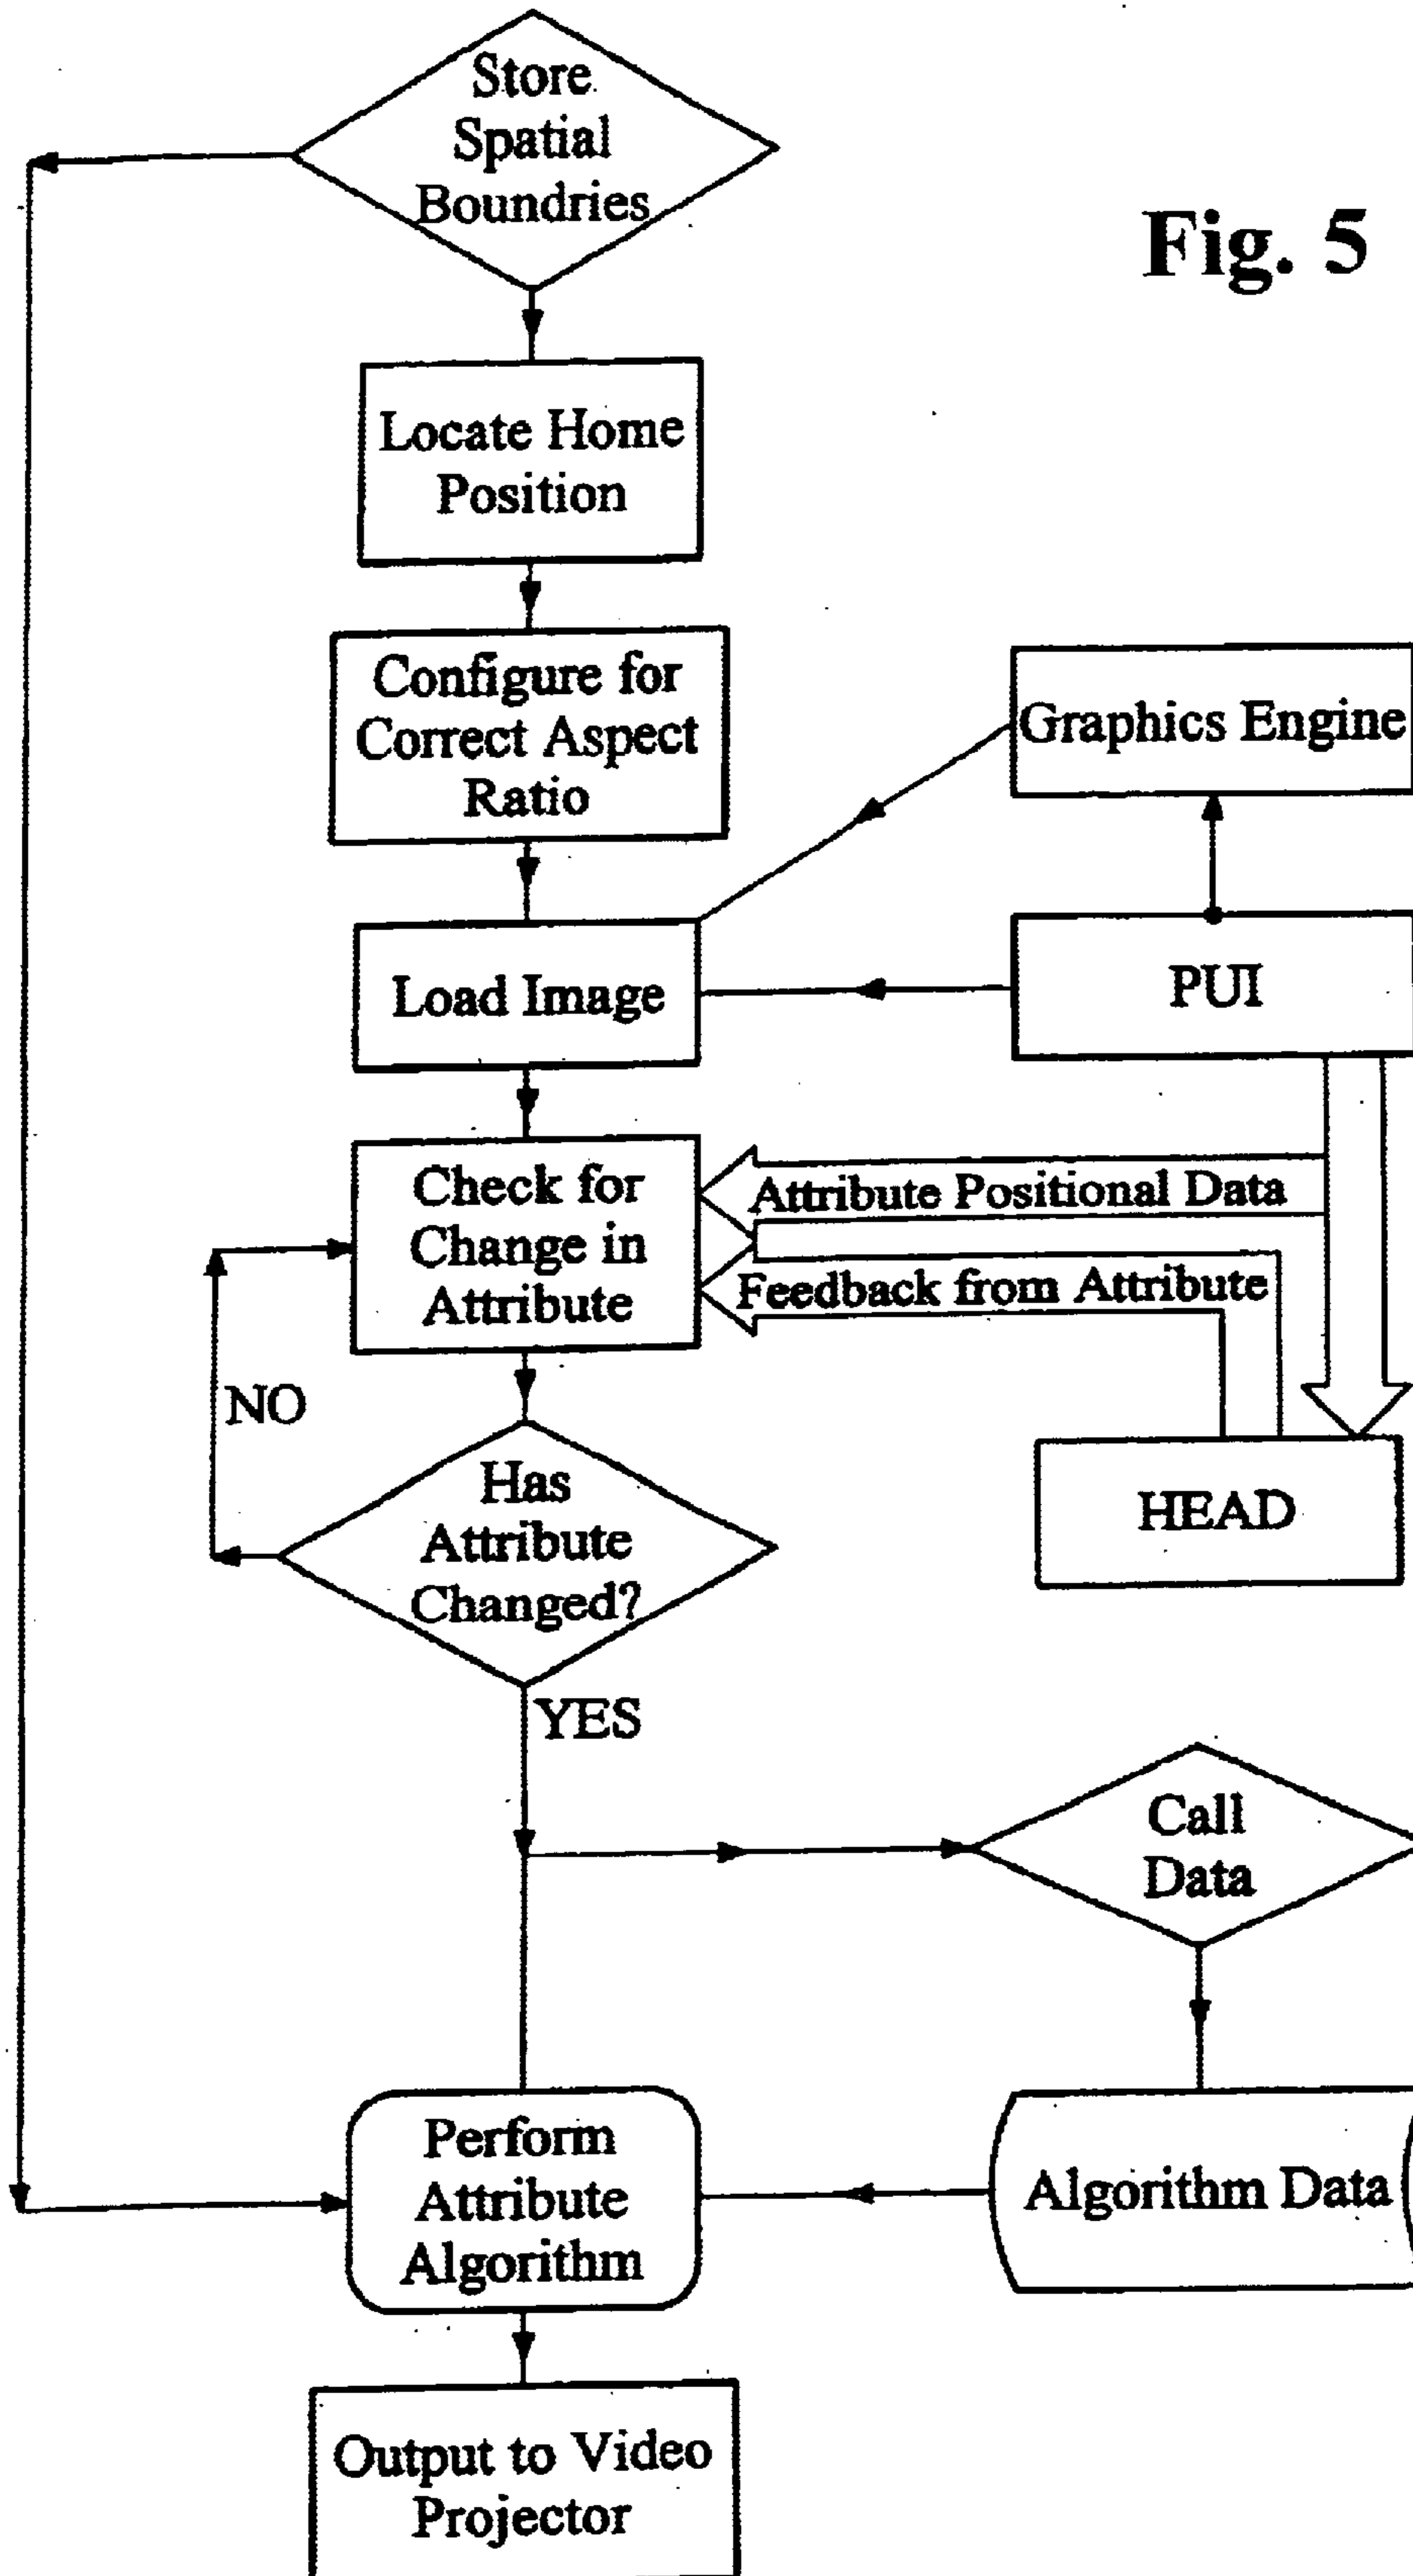 Store
Spatial
Boundries
Fig. 5
Locate Home
Position
Configure for
Correct Aspect
Ratio
Graphics Engine
Load Image
PUI
Check for
Change in
Attribute
Attribute Positional Data
Feedback from Attribute
NO
Has
Attribute
Changed?
HEAD
YES
Call
Data
Perform
Attribute
Algorithm
Algorithm Data
Output to Video
Projector